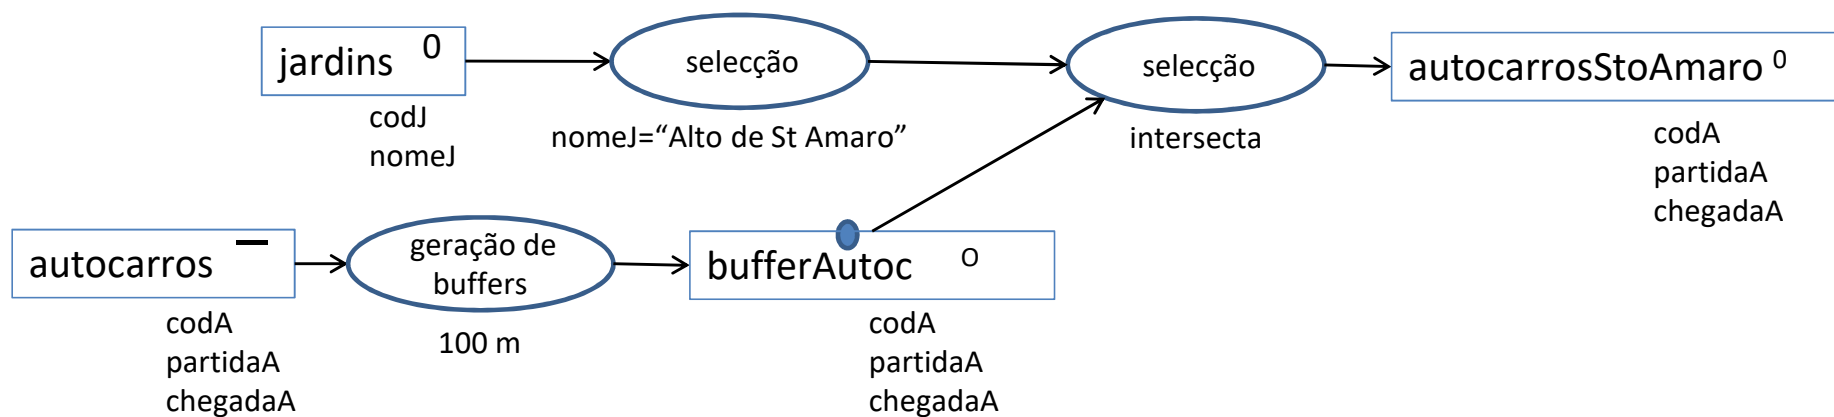 jardins 0
selecção
selecção
autocarrosStoAmaro 0
codJ
nomeJ
nomeJ=“Alto de St Amaro”
intersecta
codA
partidaA
chegadaA
autocarros –
geração de
buffers
bufferAutoc O
codA
partidaA
chegadaA
100 m
codA
partidaA
chegadaA